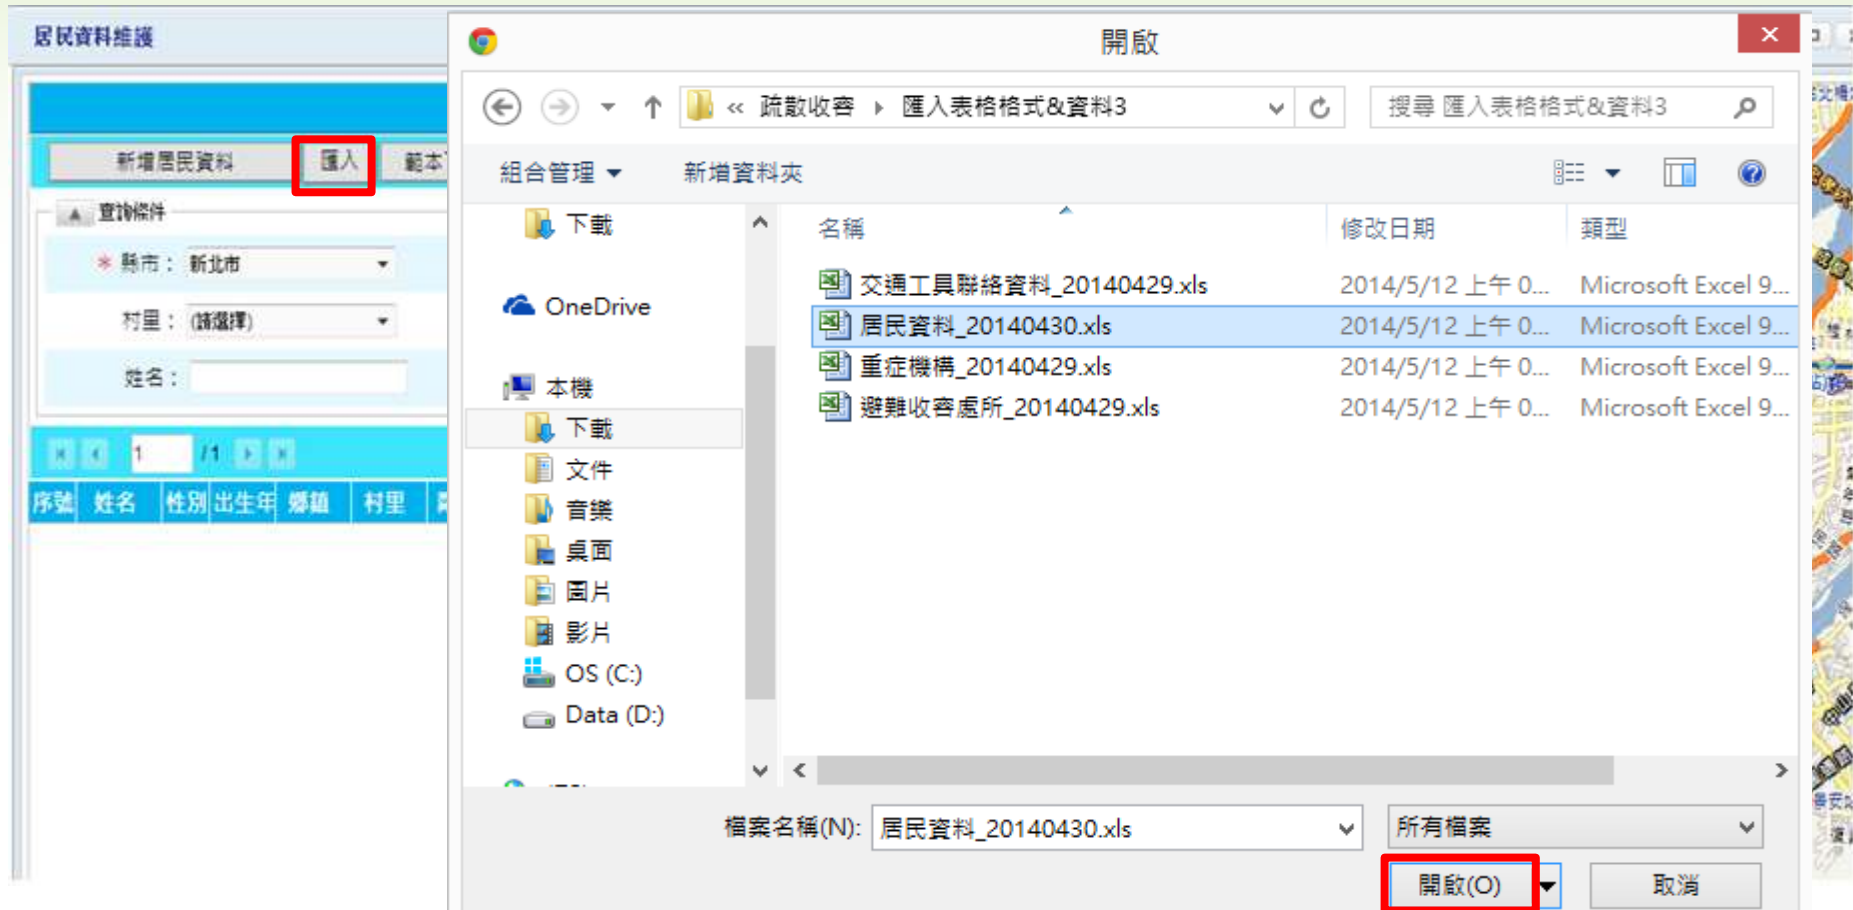 居民資料維護
新增居民資料
匯入
範本
查詢條件
* 縣市： 新北市
村里： (請選擇)
姓名：
1 /1
序號 姓名 性別 出生年 鄉鎮 村里
開啟
« 疏散收容 ▸ 匯入表格格式&資料3
搜尋 匯入表格格式&資料3
組合管理 ▼ 新增資料夾
下載
OneDrive
本機
下載
文件
音樂
桌面
圖片
影片
OS (C:)
Data (D:)
名稱 修改日期 類型
交通工具聯絡資料_20140429.xls 2014/5/12 上午 0... Microsoft Excel 9...
居民資料_20140430.xls 2014/5/12 上午 0... Microsoft Excel 9...
重症機構_20140429.xls 2014/5/12 上午 0... Microsoft Excel 9...
避難收容處所_20140429.xls 2014/5/12 上午 0... Microsoft Excel 9...
檔案名稱(N): 居民資料_20140430.xls 所有檔案
開啟(O) 取消